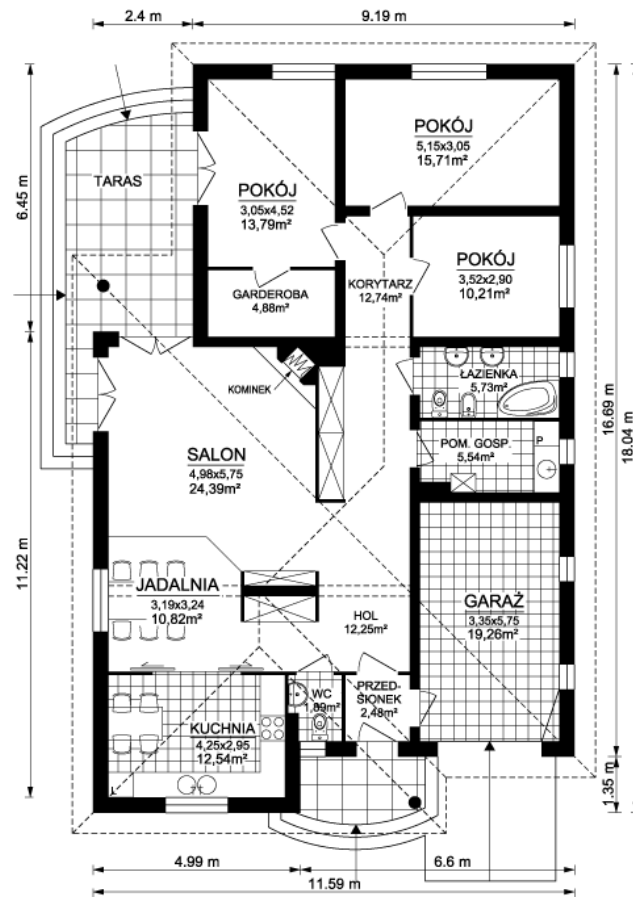 2.4 m
9.19 m
POKÓJ
5,15x3,05
15,71m²
TARAS
POKÓJ
3,05x4,52
13,79m²
6.45 m
POKÓJ
3,52x2,90
10,21m²
KORYTARZ
12,74m²
GARDEROBA
4,88m²
KOMINEK
ŁAZIENKA
5,73m²
16.69 m
18.04 m
SALON
4,98x5,75
24,39m²
POM. GOSP.
5,54m²
P
11.22 m
JADALNIA
3,19x3,24
10,82m²
HOL
12,25m²
GARAŻ
3,35x5,75
19,26m²
WC
1,89m²
PRZED-
SIONEK
2,48m²
KUCHNIA
4,25x2,95
12,54m²
1.35 m
4.99 m
6.6 m
11.59 m